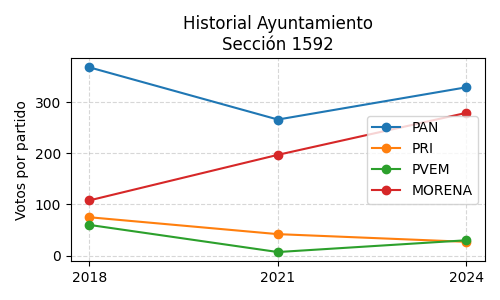 Historial Ayuntamiento
Sección 1592
Votos por partido
300
200
100
0
2018
2021
2024
PAN
PRI
PVEM
MORENA